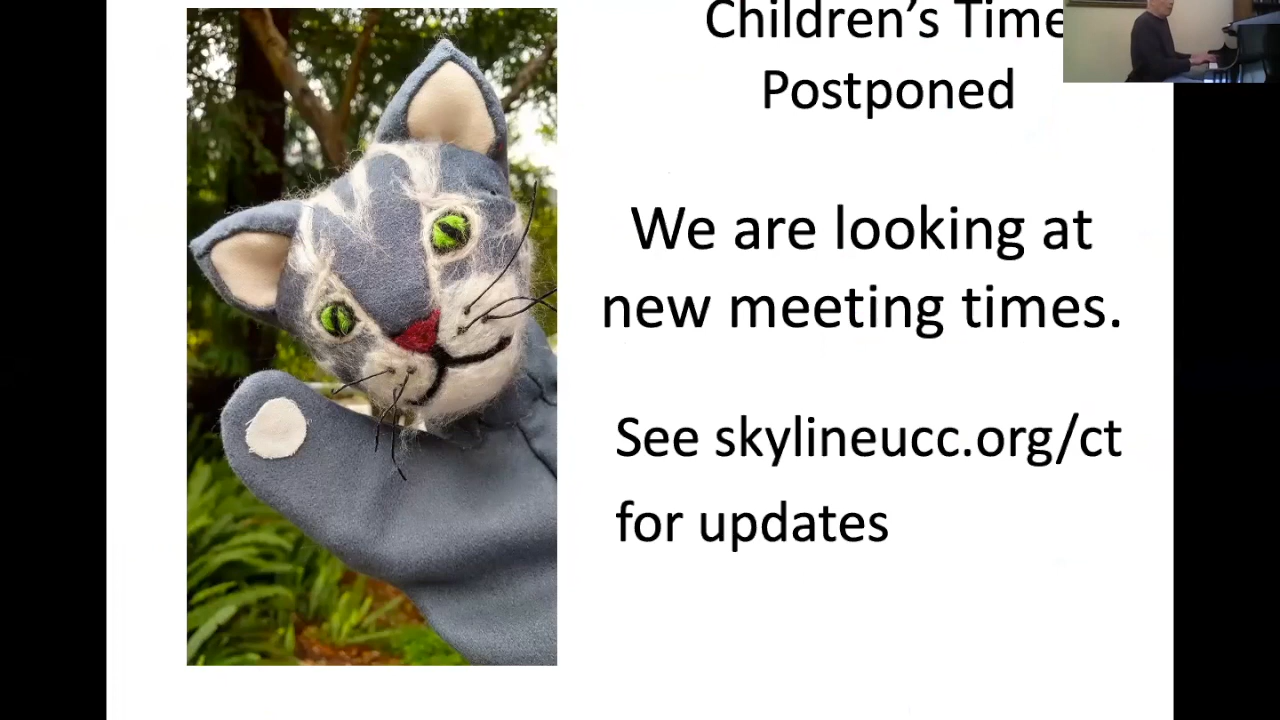 Children’s Time
Postponed
We are looking at
new meeting times.
See skylineucc.org/ct
for updates